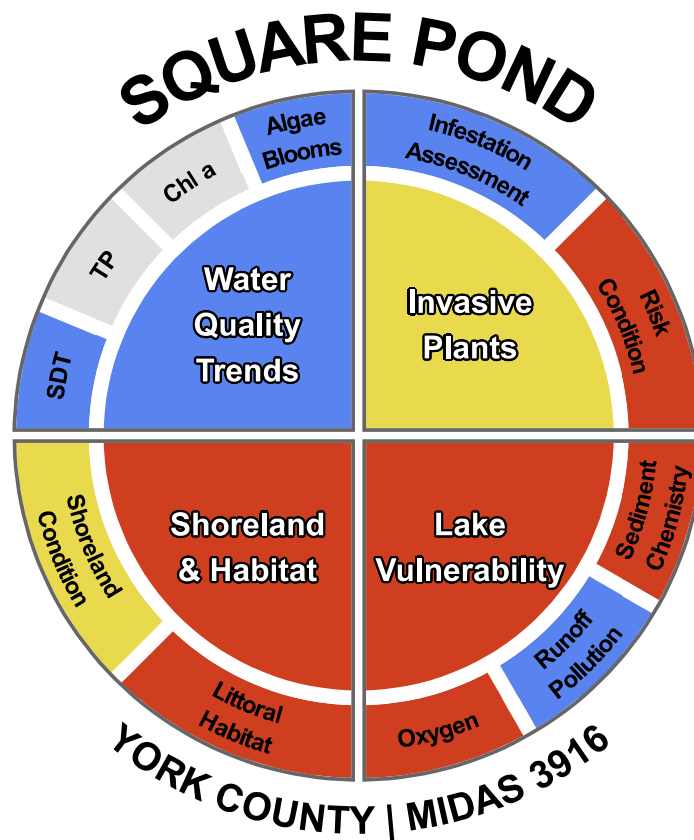 SQUARE POND
Algae
Blooms
Chl a
TP
SDT
Water
Quality
Trends
Infestation
Assessment
Risk
Condition
Invasive
Plants
Shoreland
Condition
Littoral
Habitat
Shoreland
& Habitat
Sediment
Chemistry
Runoff
Pollution
Oxygen
Lake
Vulnerability
YORK COUNTY | MIDAS 3916